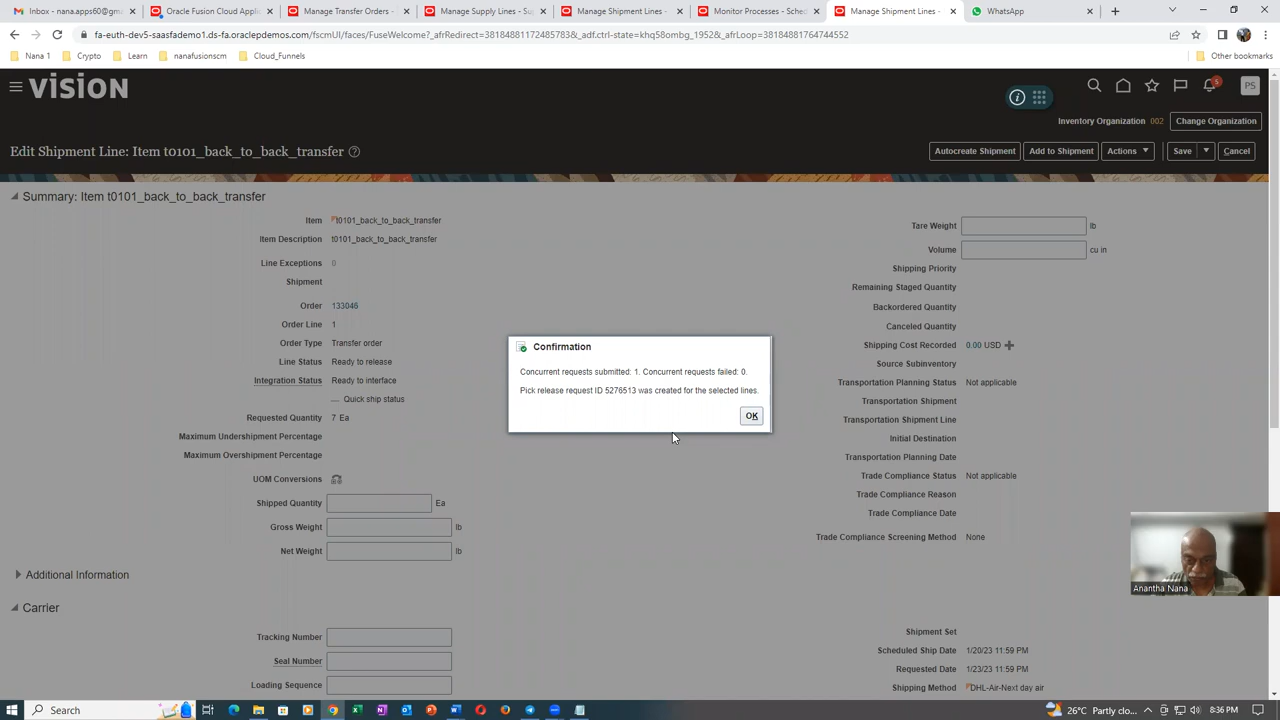 Inbox - nana.apps60@gma
Oracle Fusion Cloud Applic
Manage Transfer Orders -
Manage Supply Lines - Sup
Manage Shipment Lines -
Monitor Processes - Sched
Manage Shipment Lines -
WhatsApp
fa-euth-dev5-saasfademo1.ds-fa.oraclepdemos.com/fscmUI/faces/FuseWelcome?_afrRedirect=38184881172485783&_adf.ctrl-state=khq58ombg_1952&_afrLoop=38184881764744552
Nana 1
Crypto
Learn
nanafusionscm
Cloud_Funnels
Other bookmarks
VISION
5
PS
Inventory Organization 002 Change Organization
Edit Shipment Line: Item t0101_back_to_back_transfer
Autocreate Shipment Add to Shipment Actions Save Cancel
Summary: Item t0101_back_to_back_transfer
Item t0101_back_to_back_transfer
Item Description t0101_back_to_back_transfer
Line Exceptions 0
Shipment
Order 133046
Order Line 1
Order Type Transfer order
Line Status Ready to release
Integration Status Ready to interface
Quick ship status
Requested Quantity 7 Ea
Maximum Undershipment Percentage
Maximum Overshipment Percentage
UOM Conversions
Shipped Quantity Ea
Gross Weight lb
Net Weight lb
Additional Information
Carrier
Tracking Number
Seal Number
Loading Sequence
Tare Weight lb
Volume cu in
Shipping Priority
Remaining Staged Quantity
Backordered Quantity
Canceled Quantity
Shipping Cost Recorded 0.00 USD
Source Subinventory
Transportation Planning Status Not applicable
Transportation Shipment
Transportation Shipment Line
Initial Destination
Transportation Planning Date
Trade Compliance Status Not applicable
Trade Compliance Reason
Trade Compliance Date
Trade Compliance Screening Method None
Shipment Set
Scheduled Ship Date 1/20/23 11:59 PM
Requested Date 1/23/23 11:59 PM
Shipping Method DHL-Air-Next day air
Confirmation
Concurrent requests submitted: 1. Concurrent requests failed: 0.
Pick release request ID 5276513 was created for the selected lines.
OK
Anantha Nana
Search
26°C
8:36 PM